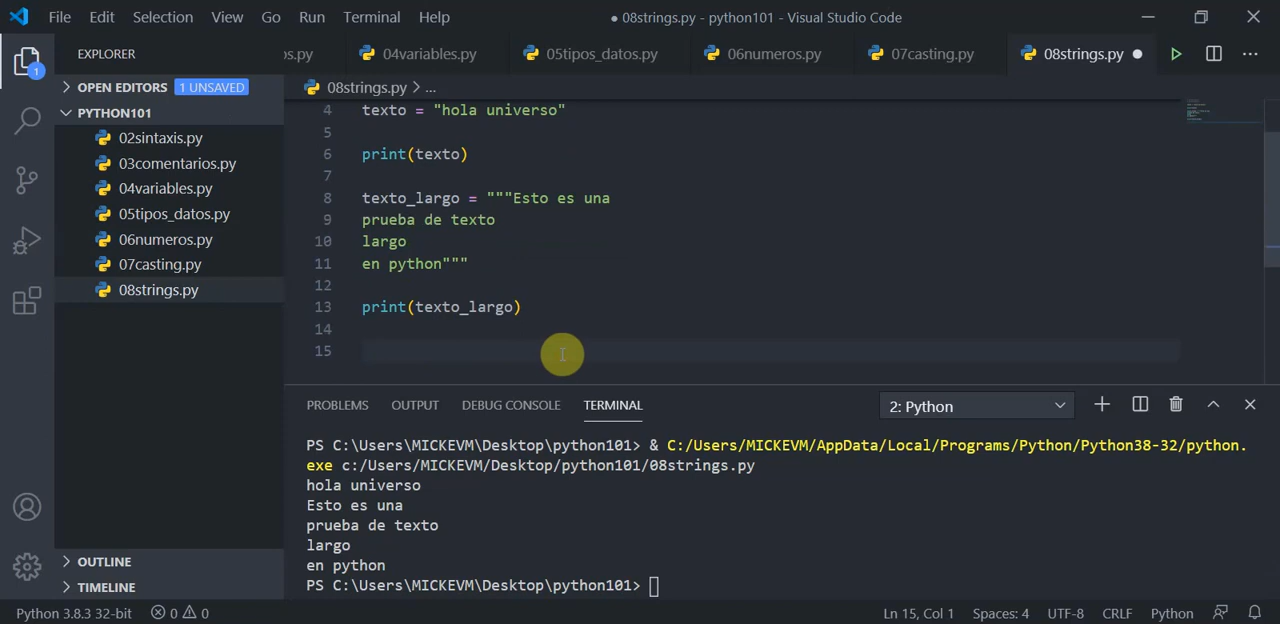 File Edit Selection View Go Run Terminal Help ● 08strings.py - python101 - Visual Studio Code
EXPLORER
os.py 04variables.py 05tipos_datos.py 06numeros.py 07casting.py 08strings.py
OPEN EDITORS 1 UNSAVED
08strings.py > ...
PYTHON101
02sintaxis.py
03comentarios.py
04variables.py
05tipos_datos.py
06numeros.py
07casting.py
08strings.py
OUTLINE
TIMELINE
1
4 texto = "hola universo"
5
6 print(texto)
7
8 texto_largo = """Esto es una
9 prueba de texto
10 largo
11 en python"""
12
13 print(texto_largo)
14
15
PROBLEMS OUTPUT DEBUG CONSOLE TERMINAL 2: Python
PS C:\Users\MICKEVM\Desktop\python101> & C:/Users/MICKEVM/AppData/Local/Programs/Python/Python38-32/python.
exe c:/Users/MICKEVM/Desktop/python101/08strings.py
hola universo
Esto es una
prueba de texto
largo
en python
PS C:\Users\MICKEVM\Desktop\python101>
Python 3.8.3 32-bit 0 0 Ln 15, Col 1 Spaces: 4 UTF-8 CRLF Python